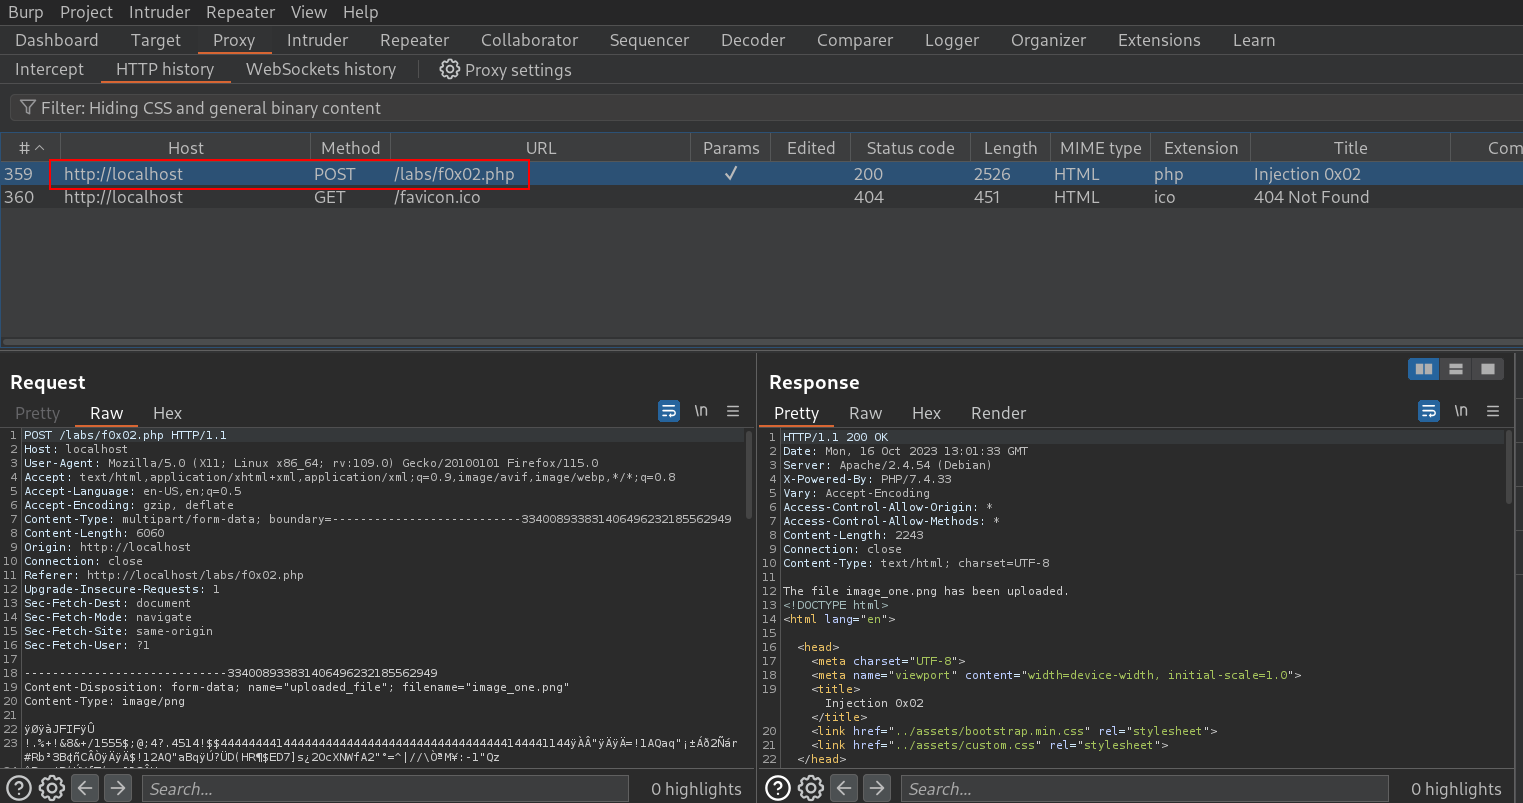 Burp Project Intruder Repeater View Help
Dashboard Target Proxy Intruder Repeater Collaborator Sequencer Decoder Comparer Logger Organizer Extensions Learn
Intercept HTTP history WebSockets history Proxy settings
Filter: Hiding CSS and general binary content
# Host Method URL Params Edited Status code Length MIME type Extension Title Com
359 http://localhost POST /labs/f0x02.php ✓ 200 2526 HTML php Injection 0x02
360 http://localhost GET /favicon.ico 404 451 HTML ico 404 Not Found
Request
Pretty Raw Hex
\n
1 POST /labs/f0x02.php HTTP/1.1
2 Host: localhost
3 User-Agent: Mozilla/5.0 (X11; Linux x86_64; rv:109.0) Gecko/20100101 Firefox/115.0
4 Accept: text/html,application/xhtml+xml,application/xml;q=0.9,image/avif,image/webp,*/*;q=0.8
5 Accept-Language: en-US,en;q=0.5
6 Accept-Encoding: gzip, deflate
7 Content-Type: multipart/form-data; boundary=---------------------------334008933831406496232185562949
8 Content-Length: 6060
9 Origin: http://localhost
10 Connection: close
11 Referer: http://localhost/labs/f0x02.php
12 Upgrade-Insecure-Requests: 1
13 Sec-Fetch-Dest: document
14 Sec-Fetch-Mode: navigate
15 Sec-Fetch-Site: same-origin
16 Sec-Fetch-User: ?1
17
18 -----------------------------334008933831406496232185562949
19 Content-Disposition: form-data; name="uploaded_file"; filename="image_one.png"
20 Content-Type: image/png
21
22 ÿØÿàJFIFÿÛ
23
Search...
0 highlights
Response
Pretty Raw Hex Render
\n
1 HTTP/1.1 200 OK
2 Date: Mon, 16 Oct 2023 13:01:33 GMT
3 Server: Apache/2.4.54 (Debian)
4 X-Powered-By: PHP/7.4.33
5 Vary: Accept-Encoding
6 Access-Control-Allow-Origin: *
7 Access-Control-Allow-Methods: *
8 Content-Length: 2243
9 Connection: close
10 Content-Type: text/html; charset=UTF-8
11
12 The file image_one.png has been uploaded.
13 <!DOCTYPE html>
14 <html lang="en">
15
16 <head>
17 <meta charset="UTF-8">
18 <meta name="viewport" content="width=device-width, initial-scale=1.0">
19 <title>
Injection 0x02
</title>
20 <link href="../assets/bootstrap.min.css" rel="stylesheet">
21 <link href="../assets/custom.css" rel="stylesheet">
22 </head>
Search...
0 highlights